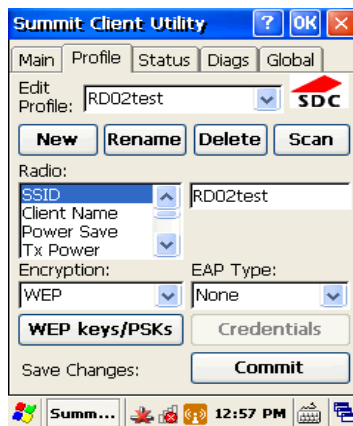 Summit Client Utility ? OK
Main Profile Status Diags Global
Edit
Profile: RD02test SDC
New Rename Delete Scan
Radio:
SSID RD02test
Client Name
Power Save
Tx Power
Encryption: EAP Type:
WEP None
WEP keys/PSKs Credentials
Save Changes: Commit
Summ... 12:57 PM